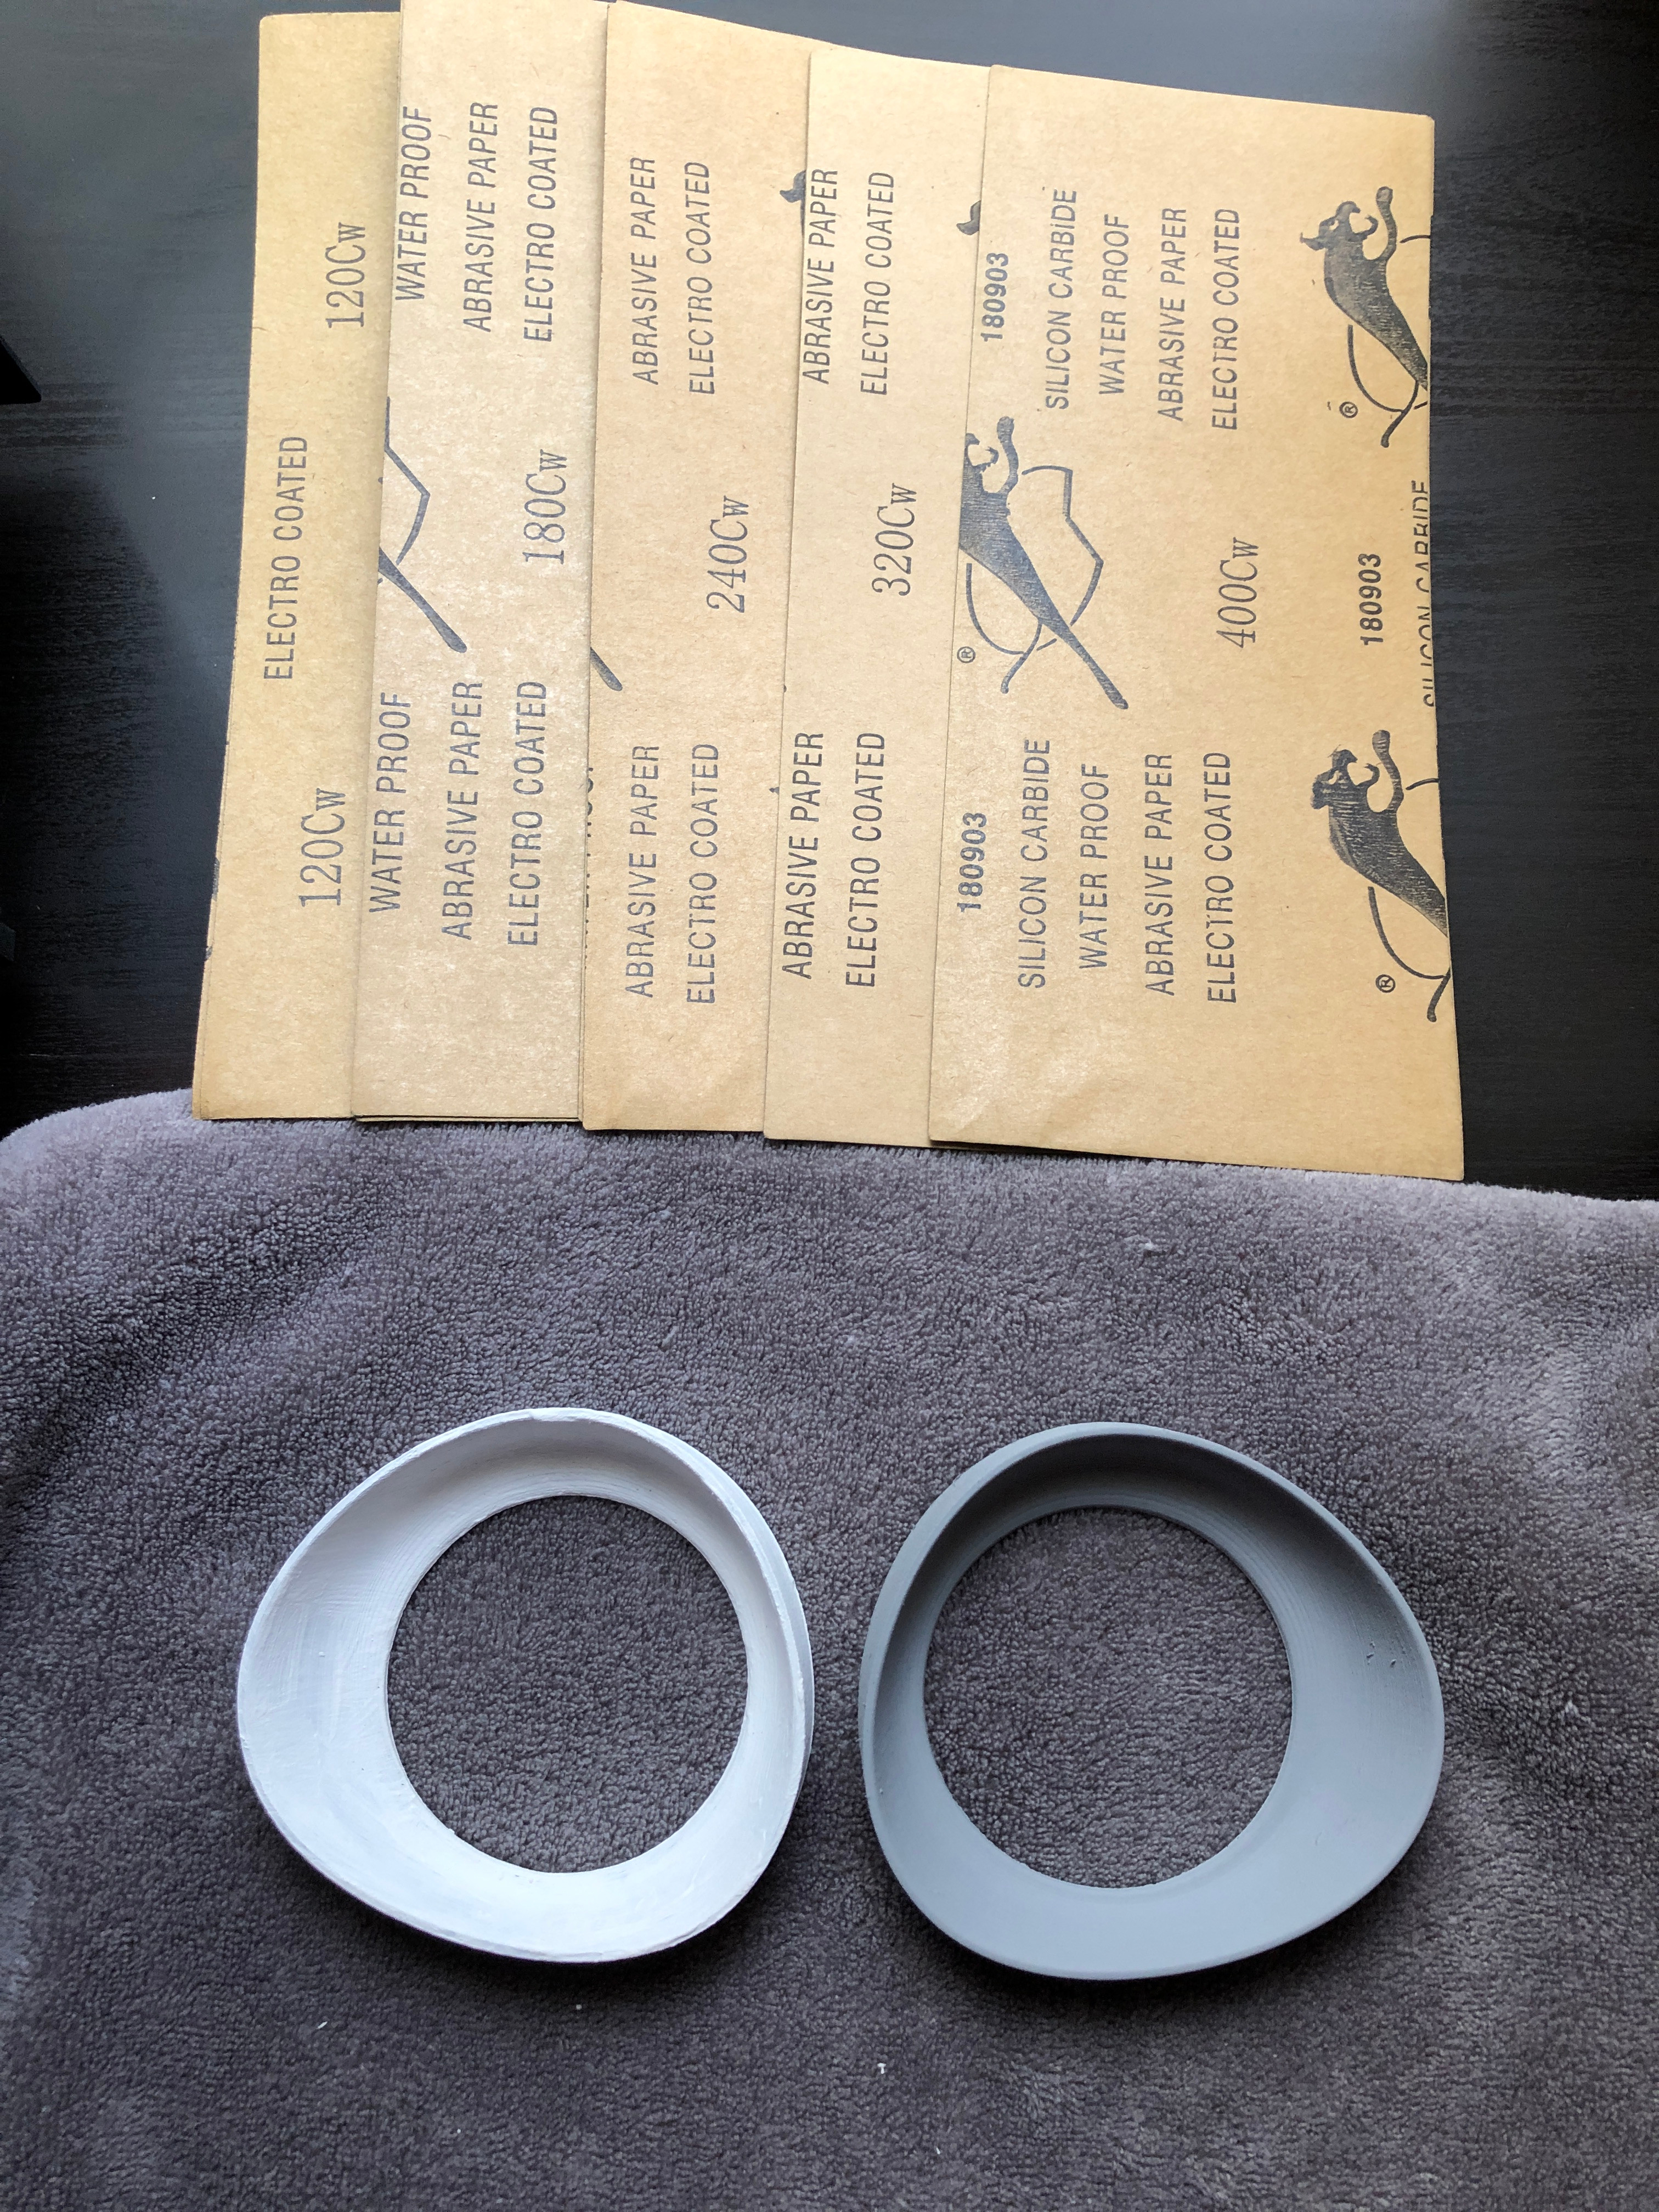 ELECTRO COATED
120Cw
120Cw
WATER PROOF
ABRASIVE PAPER
ELECTRO COATED
180Cw
WATER PROOF
ABRASIVE PAPER
ELECTRO COATED
ABRASIVE PAPER
ELECTRO COATED
240Cw
ABRASIVE PAPER
ELECTRO COATED
ABRASIVE PAPER
ELECTRO COATED
320Cw
ABRASIVE PAPER
ELECTRO COATED
180903
SILICON CARBIDE
WATER PROOF
ABRASIVE PAPER
ELECTRO COATED
®
400Cw
180903
SILICON CARBIDE
WATER PROOF
ABRASIVE PAPER
ELECTRO COATED
®
®
180903
SILICON CARBIDE